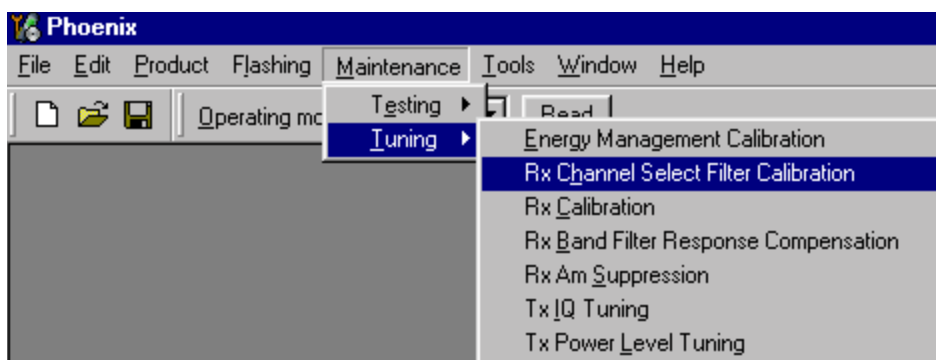 Phoenix
File Edit Product Flashing Maintenance Tools Window Help
Operating mo
Testing
Tuning
Energy Management Calibration
Rx Channel Select Filter Calibration
Rx Calibration
Rx Band Filter Response Compensation
Rx Am Suppression
Tx IQ Tuning
Tx Power Level Tuning